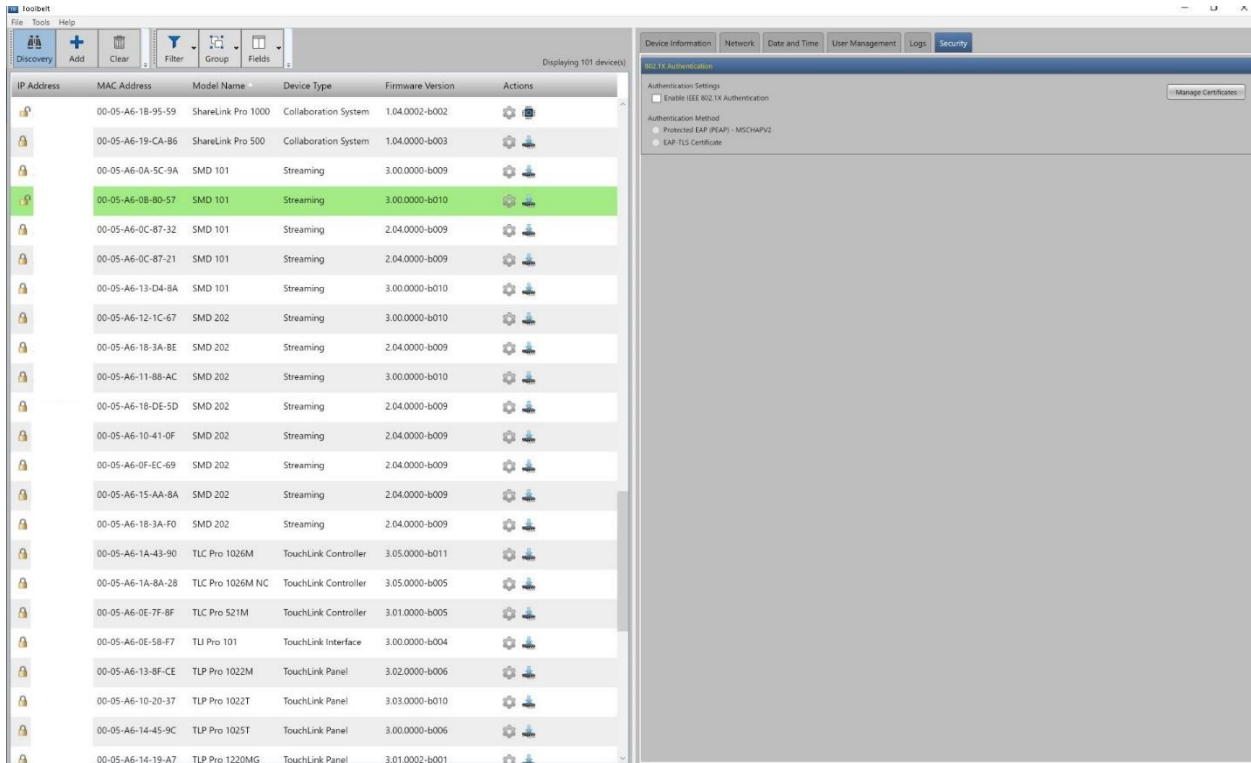 Toolbelt
File Tools Help
Discovery Add Clear Filter Group Fields
Displaying 101 device(s)
IP Address MAC Address Model Name Device Type Firmware Version Actions
00-05-A6-1B-95-59 ShareLink Pro 1000 Collaboration System 1.04.0002-b002
00-05-A6-19-CA-B6 ShareLink Pro 500 Collaboration System 1.04.0000-b003
00-05-A6-0A-5C-9A SMD 101 Streaming 3.00.0000-b009
00-05-A6-0B-80-57 SMD 101 Streaming 3.00.0000-b010
00-05-A6-0C-87-32 SMD 101 Streaming 2.04.0000-b009
00-05-A6-0C-87-21 SMD 101 Streaming 2.04.0000-b009
00-05-A6-13-D4-8A SMD 101 Streaming 3.00.0000-b010
00-05-A6-12-1C-67 SMD 202 Streaming 3.00.0000-b010
00-05-A6-18-3A-BE SMD 202 Streaming 2.04.0000-b009
00-05-A6-11-88-AC SMD 202 Streaming 3.00.0000-b010
00-05-A6-18-DE-5D SMD 202 Streaming 2.04.0000-b009
00-05-A6-10-41-0F SMD 202 Streaming 2.04.0000-b009
00-05-A6-0F-EC-69 SMD 202 Streaming 2.04.0000-b009
00-05-A6-15-AA-8A SMD 202 Streaming 2.04.0000-b009
00-05-A6-18-3A-F0 SMD 202 Streaming 2.04.0000-b009
00-05-A6-1A-43-90 TLC Pro 1026M TouchLink Controller 3.05.0000-b011
00-05-A6-1A-8A-28 TLC Pro 1026M NC TouchLink Controller 3.05.0000-b005
00-05-A6-0E-7F-8F TLC Pro 521M TouchLink Controller 3.01.0000-b005
00-05-A6-0E-58-F7 TLI Pro 101 TouchLink Interface 3.00.0000-b004
00-05-A6-13-8F-CE TLP Pro 1022M TouchLink Panel 3.02.0000-b006
00-05-A6-10-20-37 TLP Pro 1022T TouchLink Panel 3.03.0000-b010
00-05-A6-14-45-9C TLP Pro 1025T TouchLink Panel 3.00.0000-b006
00-05-A6-14-19-A7 TLP Pro 1220MG TouchLink Panel 3.01.0002-b001
Device Information Network Date and Time User Management Logs Security
802.1X Authentication
Authentication Settings
Enable IEEE 802.1X Authentication
Manage Certificates
Authentication Method
Protected EAP (PEAP) - MSCHAPV2
EAP-TLS Certificate